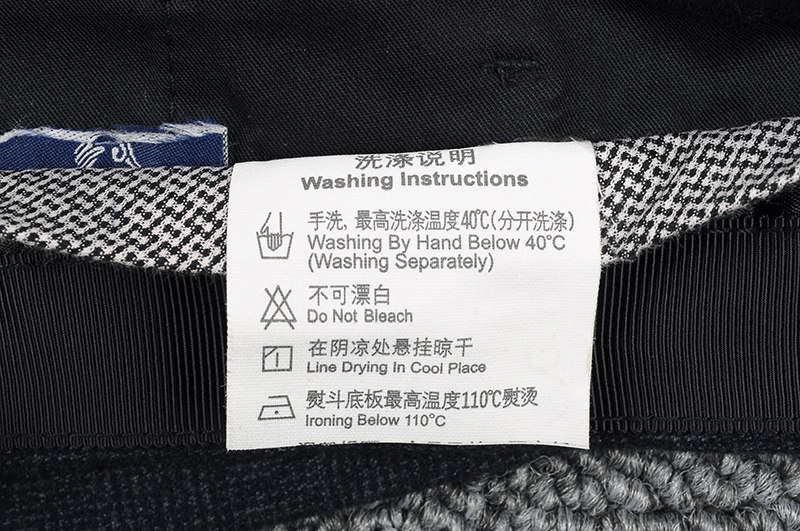 洗涤说明
Washing Instructions
手洗，最高洗涤温度40℃(分开洗涤)
Washing By Hand Below 40°C
(Washing Separately)
不可漂白
Do Not Bleach
在阴凉处悬挂晾干
Line Drying In Cool Place
熨斗底板最高温度110℃熨烫
Ironing Below 110°C